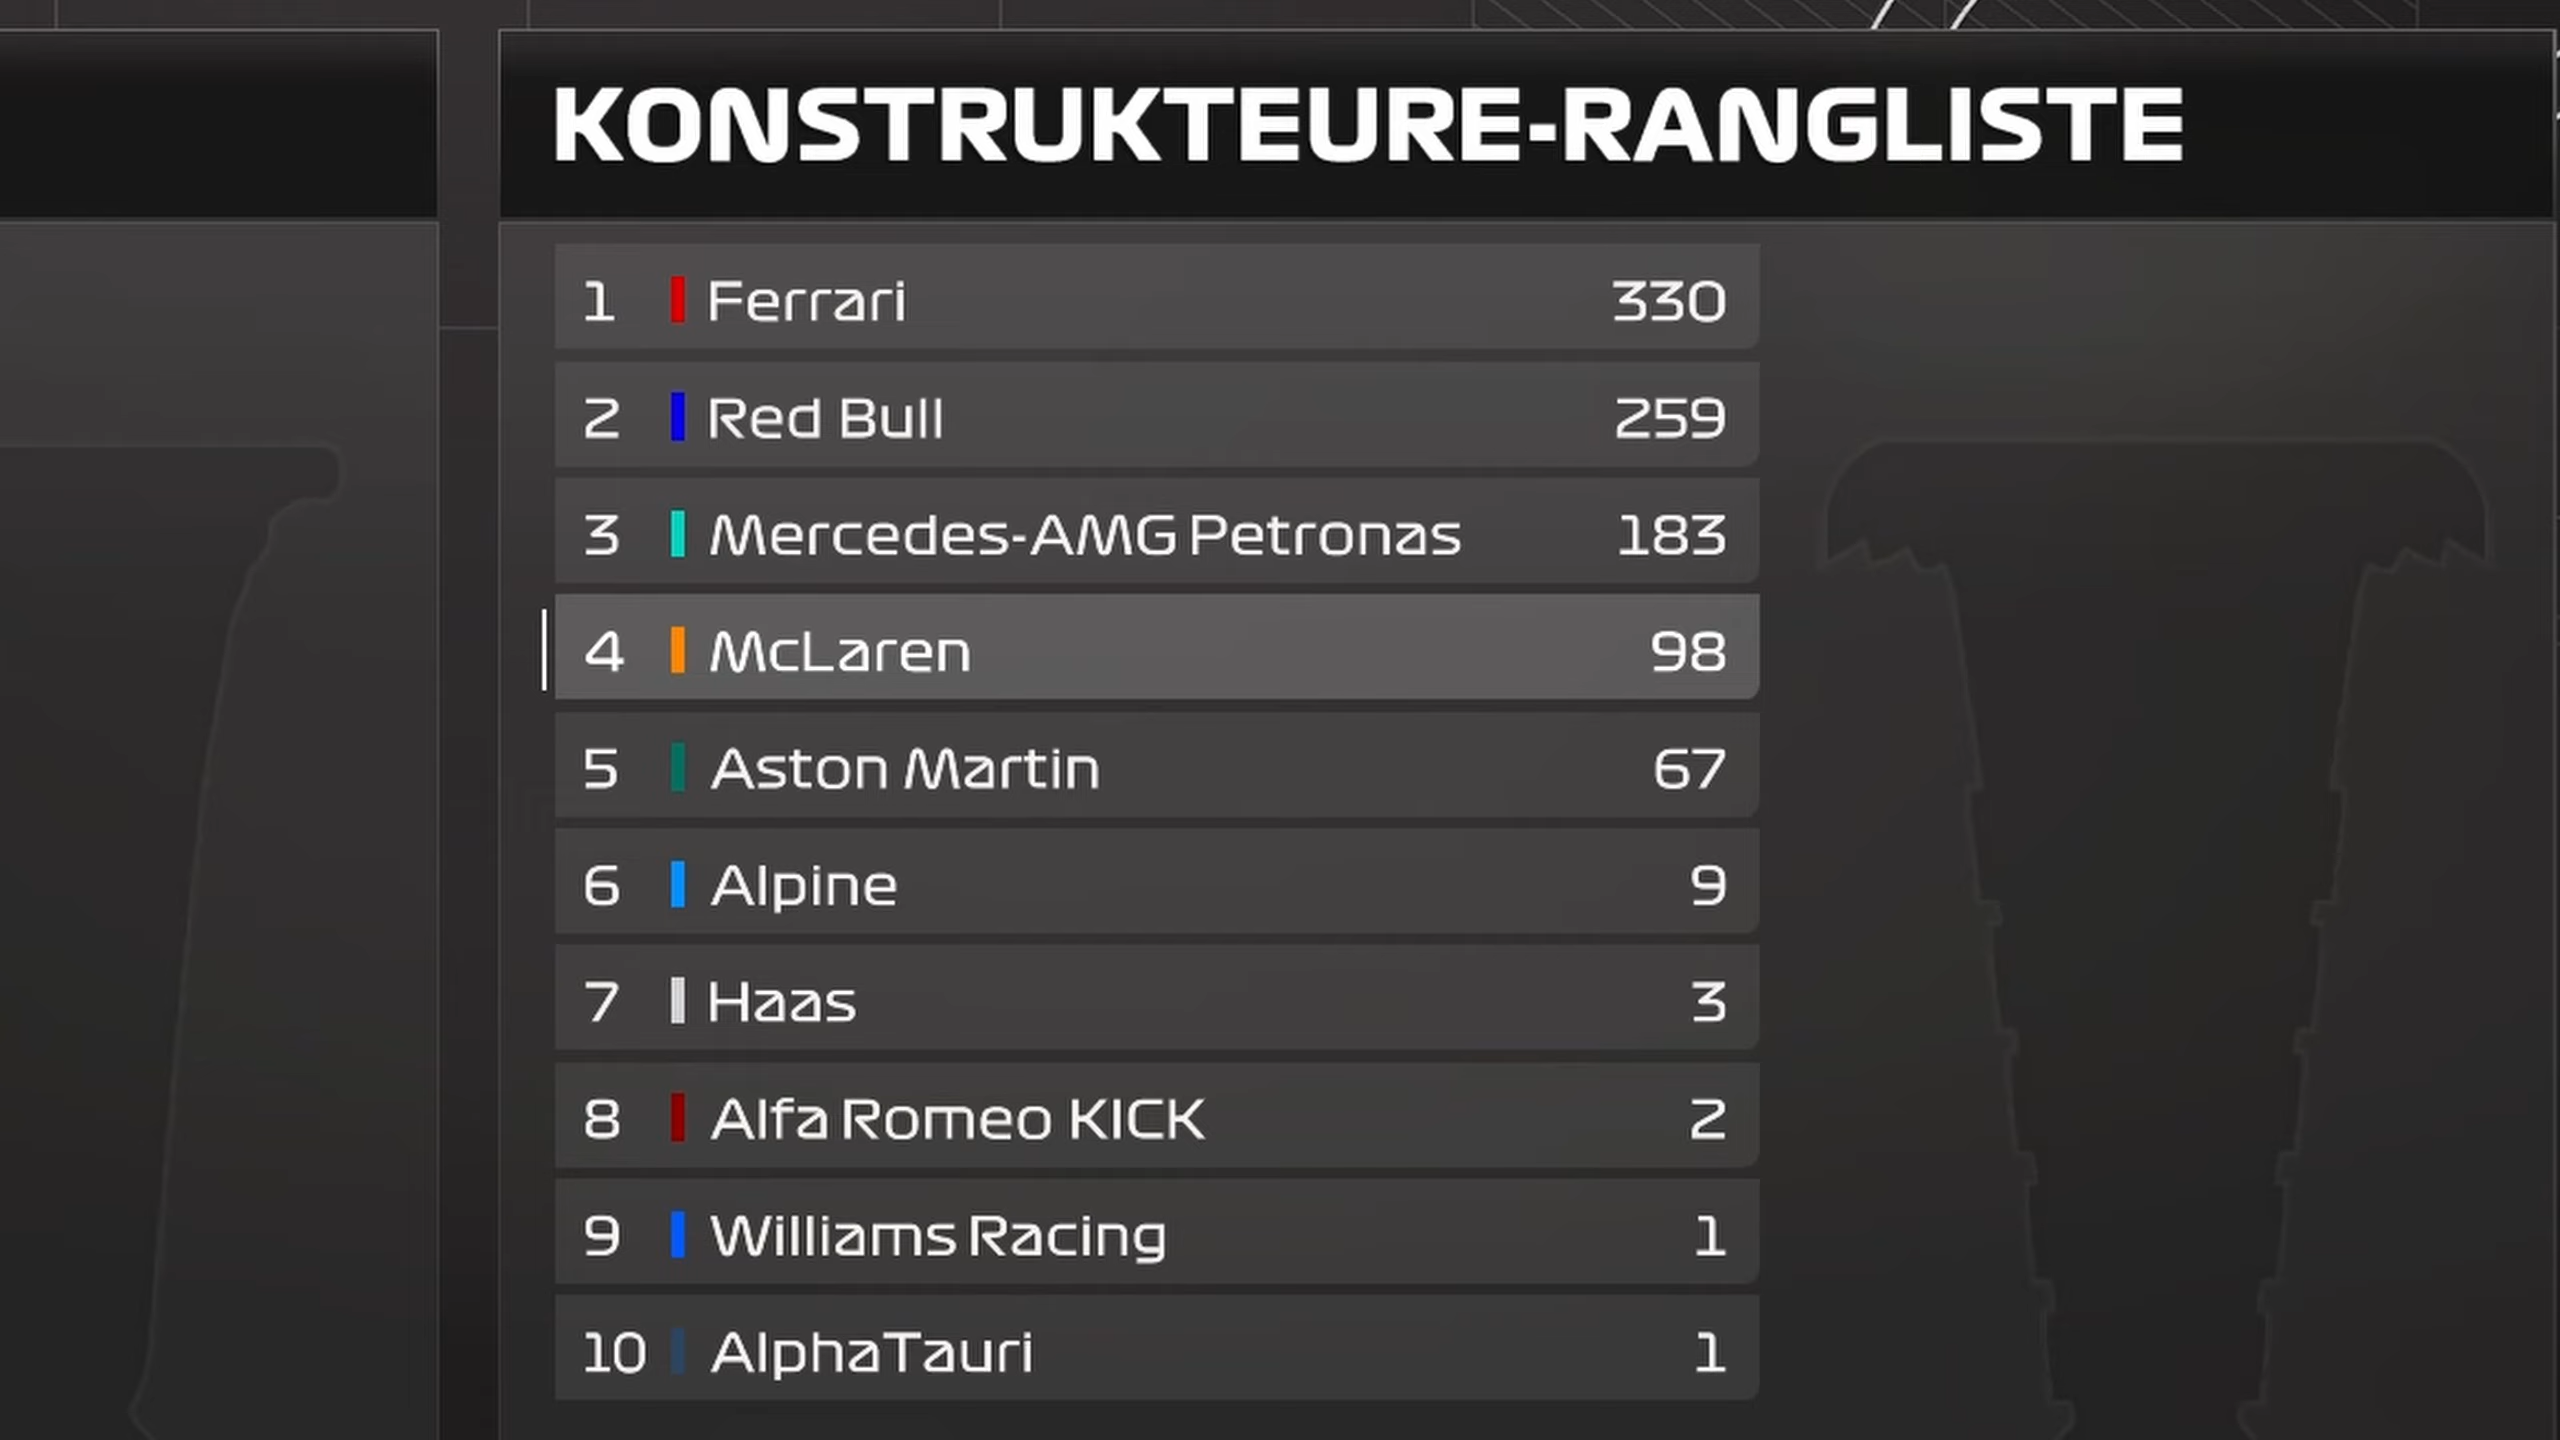 KONSTRUKTEURE-RANGLISTE
1 Ferrari 330
2 Red Bull 259
3 Mercedes-AMG Petronas 183
4 McLaren 98
5 Aston Martin 67
6 Alpine 9
7 Haas 3
8 Alfa Romeo KICK 2
9 Williams Racing 1
10 AlphaTauri 1